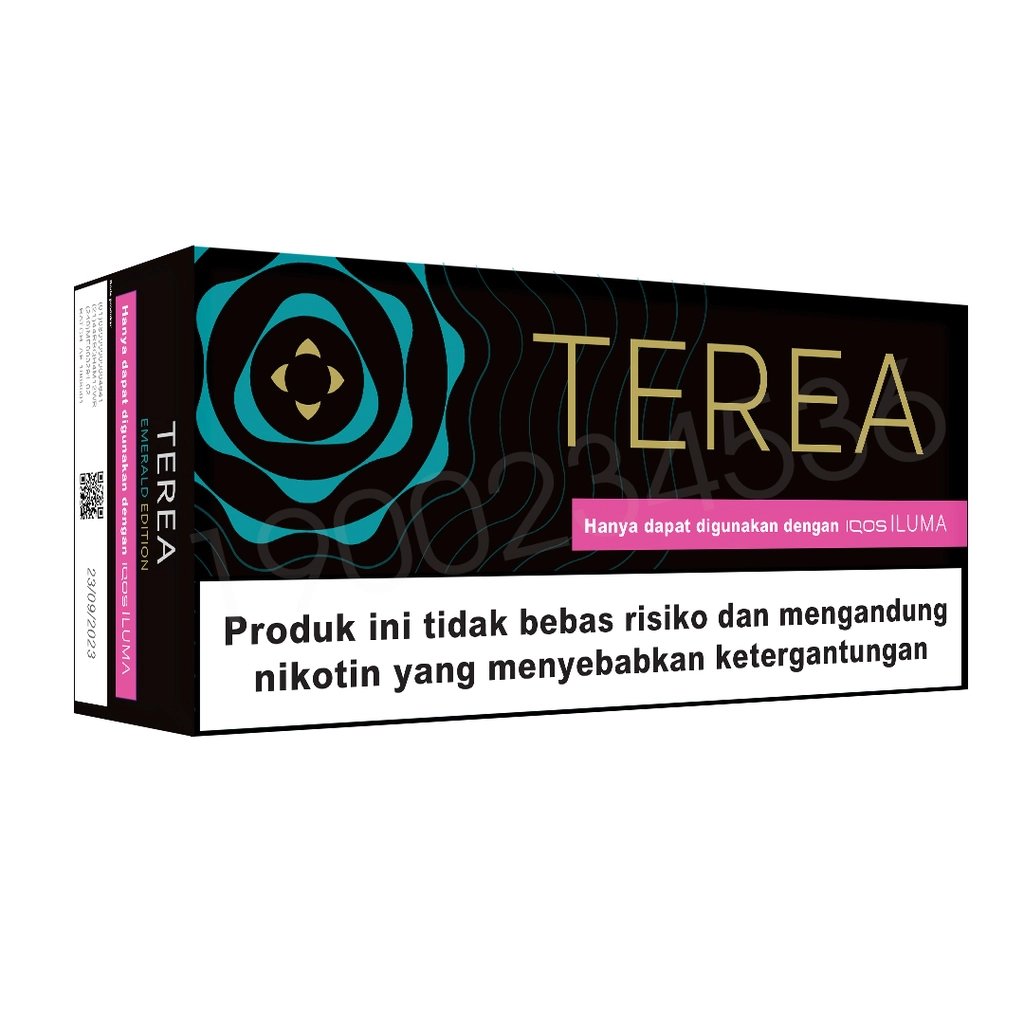 TEREA
Hanya dapat digunakan dengan IQOS ILUMA
Produk ini tidak bebas risiko dan mengandung
nikotin yang menyebabkan ketergantungan
TEREA
EMERALD EDITION
Hanya dapat digunakan dengan IQOS ILUMA
23/09/2023
1900234536